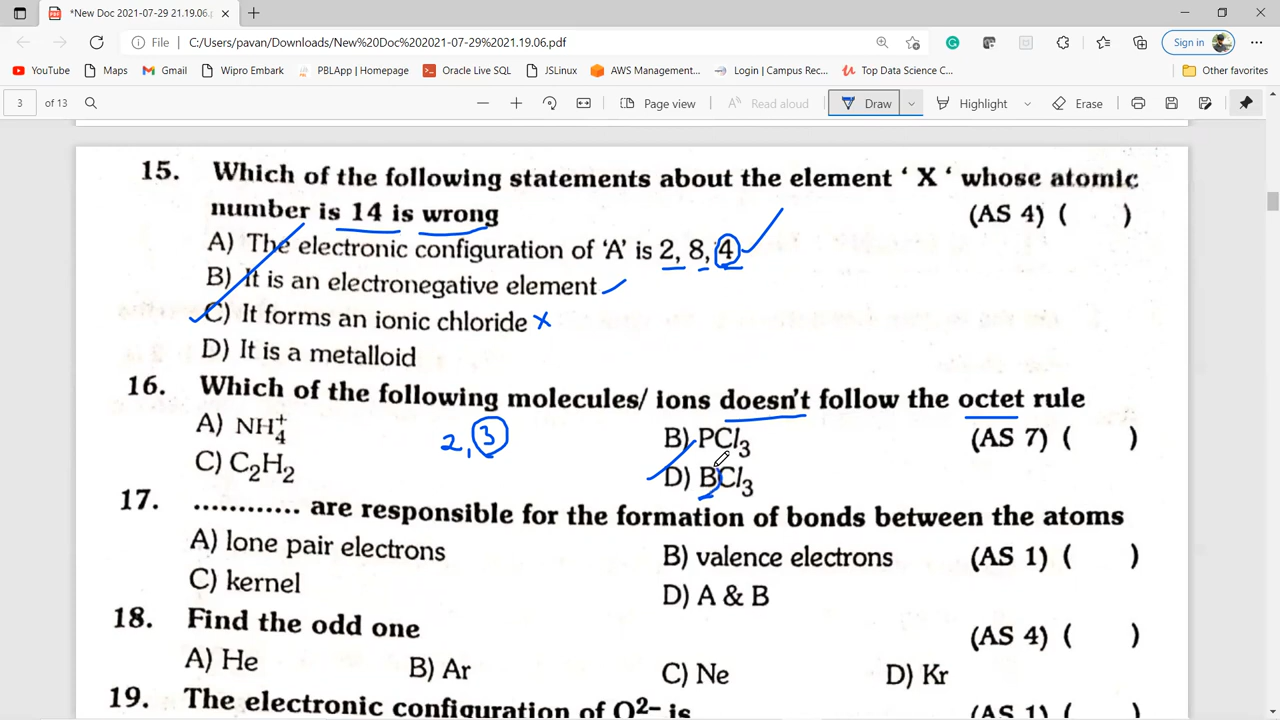 *New Doc 2021-07-29 21.19.06.p
File C:/Users/pavan/Downloads/New%20Doc%202021-07-29%2021.19.06.pdf Sign in
YouTube Maps Gmail Wipro Embark PBLApp | Homepage Oracle Live SQL JSLinux AWS Management... Login | Campus Rec... Top Data Science C... Other favorites
3 of 13 Page view Read aloud Draw Highlight Erase
15. Which of the following statements about the element ‘ X ‘ whose atomic
number is 14 is wrong (AS 4) ( )
A) The electronic configuration of ‘A’ is 2, 8, 4
B) It is an electronegative element
C) It forms an ionic chloride x
D) It is a metalloid
16. Which of the following molecules/ ions doesn’t follow the octet rule
A) NH₄⁺ 2, 3 B) PCl₃ (AS 7) ( )
C) C₂H₂ D) BCl₃
17. ............ are responsible for the formation of bonds between the atoms
A) lone pair electrons B) valence electrons (AS 1) ( )
C) kernel D) A & B
18. Find the odd one (AS 4) ( )
A) He B) Ar C) Ne D) Kr
19. The electronic configuration of O²⁻ is (AS 1) ( )